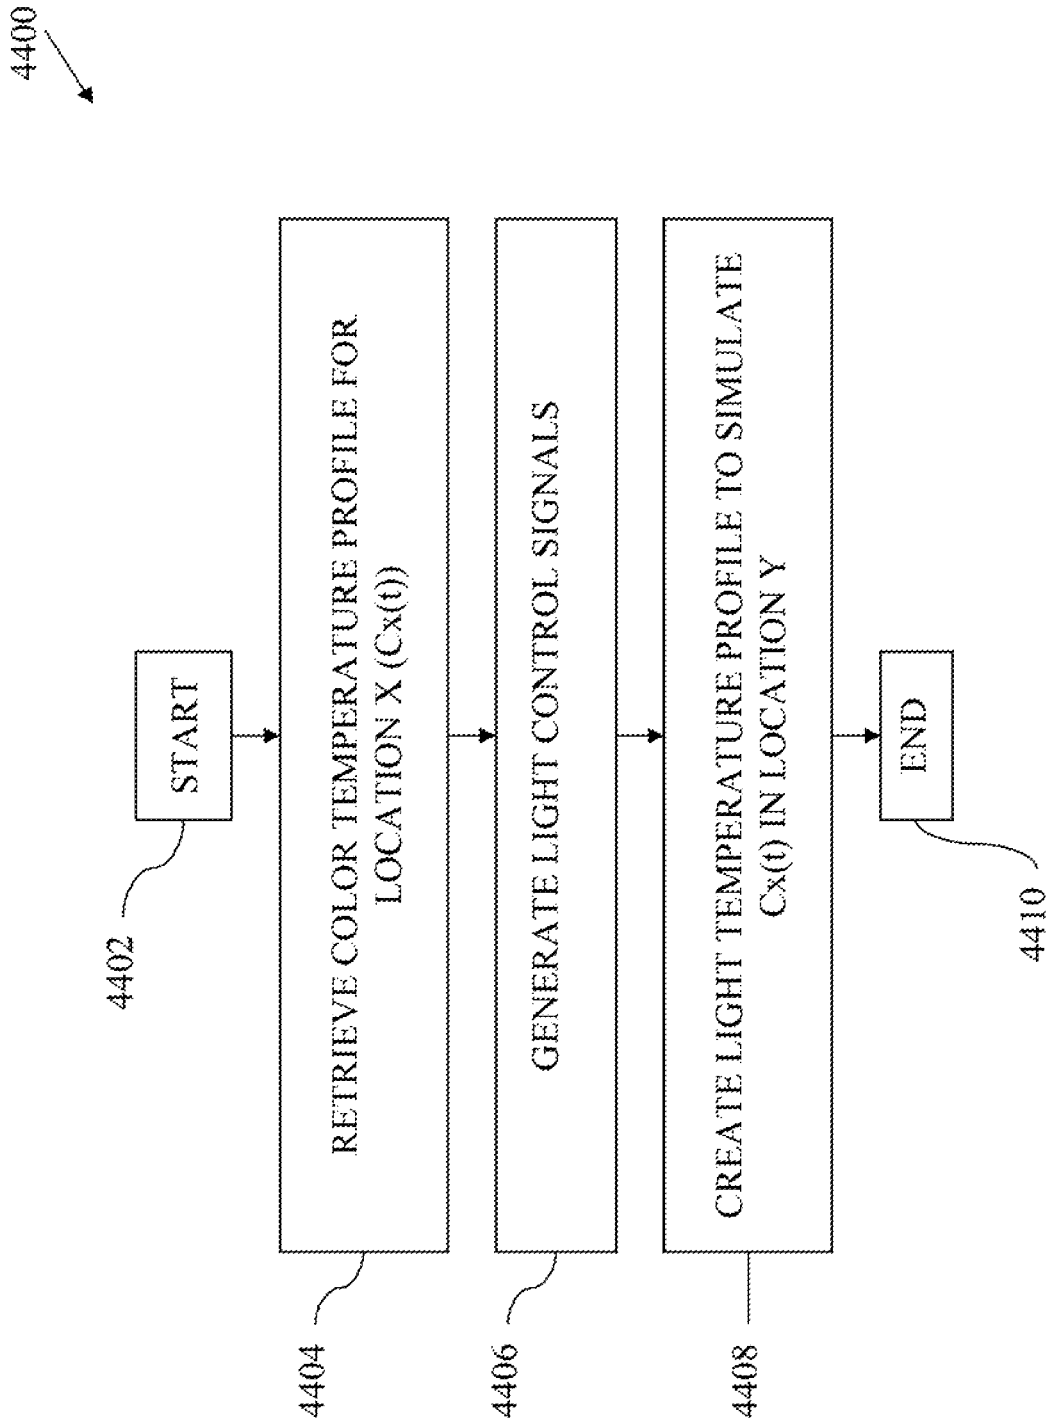 4400
4402
START
4404
RETRIEVE COLOR TEMPERATURE PROFILE FOR
LOCATION X (Cx(t))
4406
GENERATE LIGHT CONTROL SIGNALS
4408
CREATE LIGHT TEMPERATURE PROFILE TO SIMULATE
Cx(t) IN LOCATION Y
4410
END